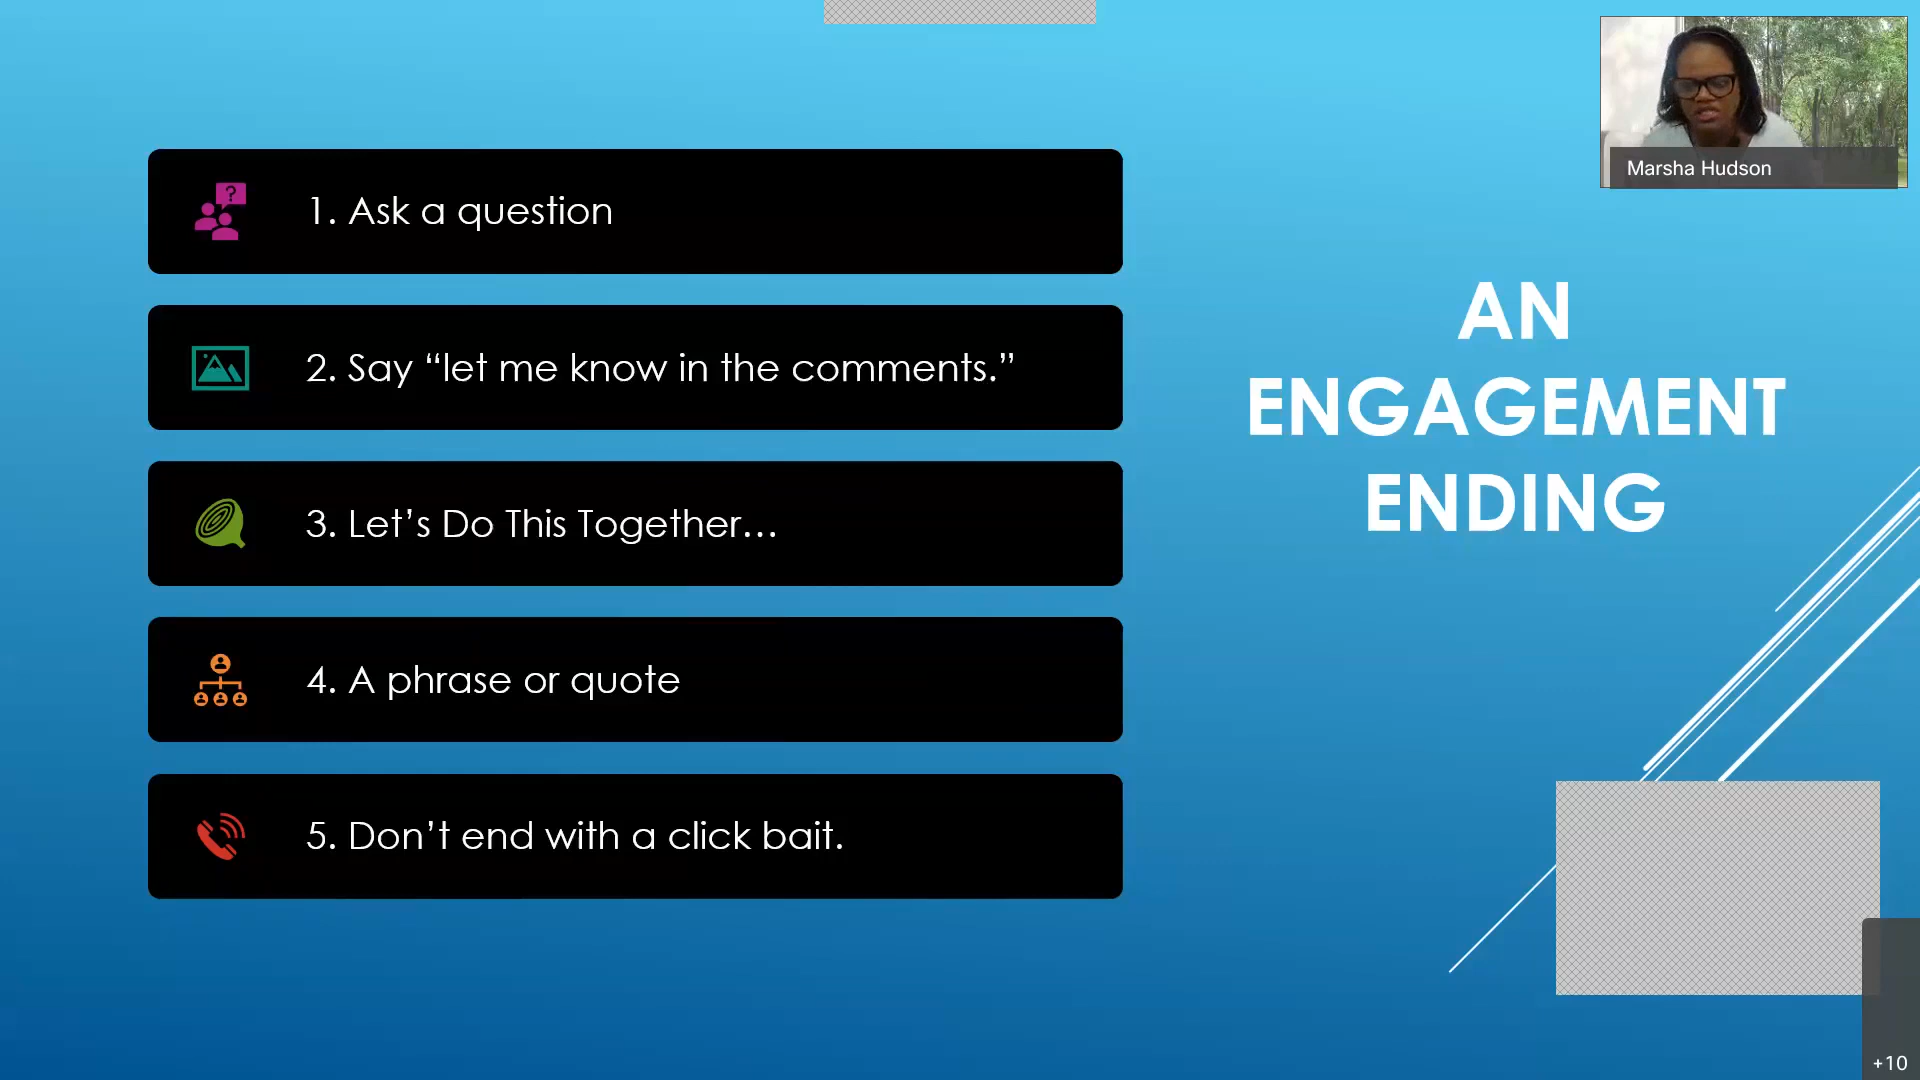 Marsha Hudson
1. Ask a question
2. Say “let me know in the comments.”
3. Let’s Do This Together…
4. A phrase or quote
5. Don’t end with a click bait.
AN
ENGAGEMENT
ENDING
?
+10